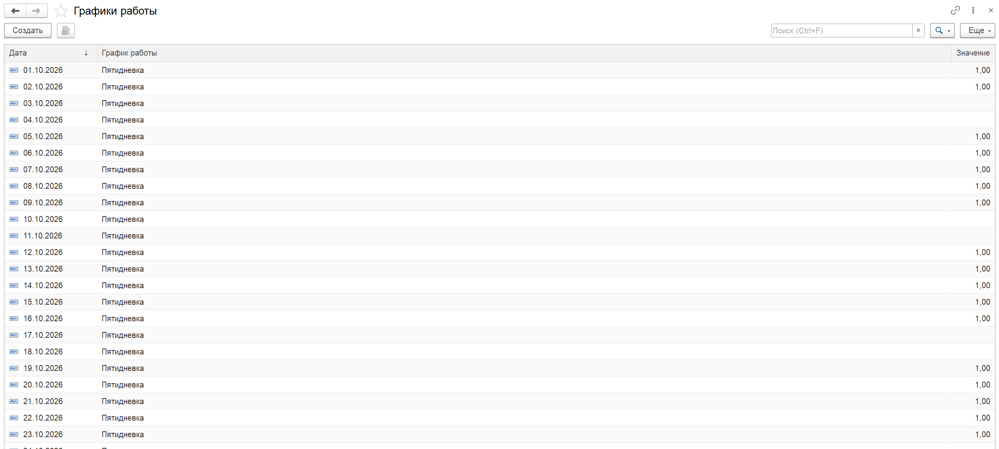 Графики работы
Создать
Поиск (Ctrl+F)
Еще
Дата График работы Значение
01.10.2026 Пятидневка 1,00
02.10.2026 Пятидневка 1,00
03.10.2026 Пятидневка
04.10.2026 Пятидневка
05.10.2026 Пятидневка 1,00
06.10.2026 Пятидневка 1,00
07.10.2026 Пятидневка 1,00
08.10.2026 Пятидневка 1,00
09.10.2026 Пятидневка 1,00
10.10.2026 Пятидневка
11.10.2026 Пятидневка
12.10.2026 Пятидневка 1,00
13.10.2026 Пятидневка 1,00
14.10.2026 Пятидневка 1,00
15.10.2026 Пятидневка 1,00
16.10.2026 Пятидневка 1,00
17.10.2026 Пятидневка
18.10.2026 Пятидневка
19.10.2026 Пятидневка 1,00
20.10.2026 Пятидневка 1,00
21.10.2026 Пятидневка 1,00
22.10.2026 Пятидневка 1,00
23.10.2026 Пятидневка 1,00